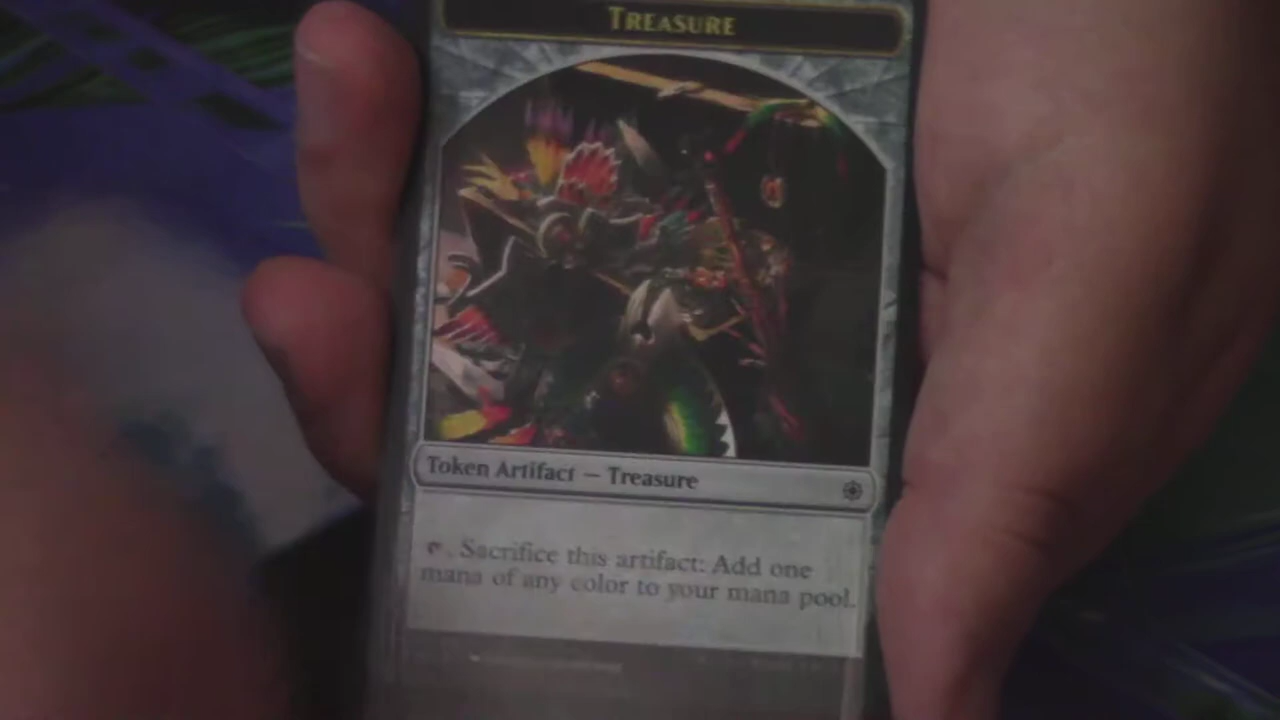 TREASURE
Token Artifact — Treasure
, Sacrifice this artifact: Add one
mana of any color to your mana pool.